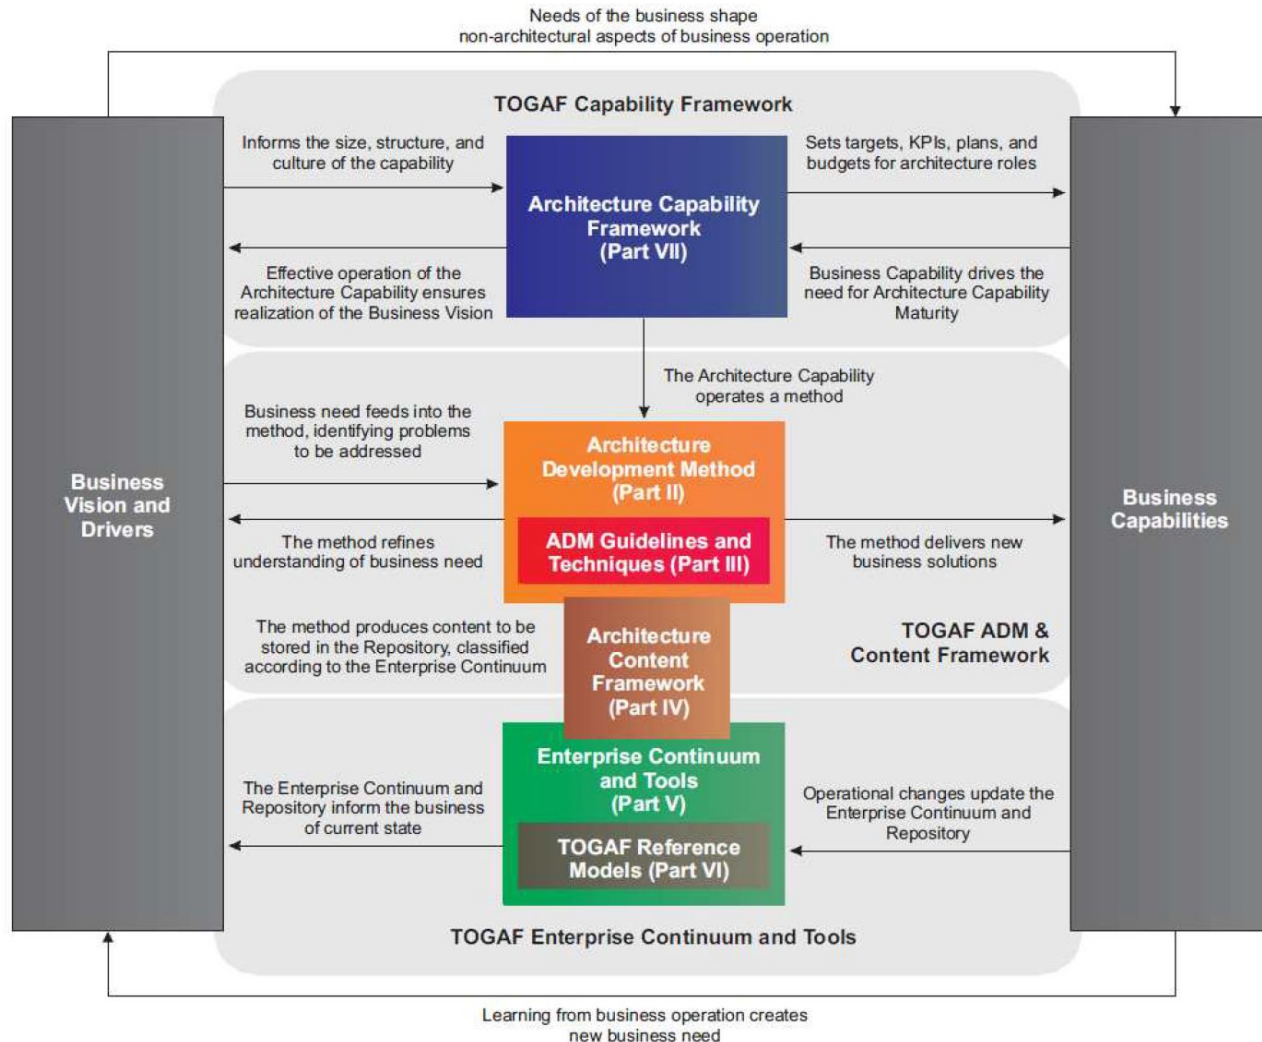 Needs of the business shape
non-architectural aspects of business operation
TOGAF Capability Framework
Informs the size, structure, and
culture of the capability
Architecture Capability
Framework
(Part VII)
Sets targets, KPIs, plans, and
budgets for architecture roles
Effective operation of the
Architecture Capability ensures
realization of the Business Vision
Business Capability drives the
need for Architecture Capability
Maturity
The Architecture Capability
operates a method
Business
Vision and
Drivers
Business need feeds into the
method, identifying problems
to be addressed
Architecture
Development Method
(Part II)
ADM Guidelines and
Techniques (Part III)
Business
Capabilities
The method refines
understanding of business need
The method delivers new
business solutions
The method produces content to be
stored in the Repository, classified
according to the Enterprise Continuum
Architecture
Content
Framework
(Part IV)
TOGAF ADM &
Content Framework
The Enterprise Continuum and
Repository inform the business
of current state
Enterprise Continuum
and Tools
(Part V)
TOGAF Reference
Models (Part VI)
Operational changes update the
Enterprise Continuum and
Repository
TOGAF Enterprise Continuum and Tools
Learning from business operation creates
new business need